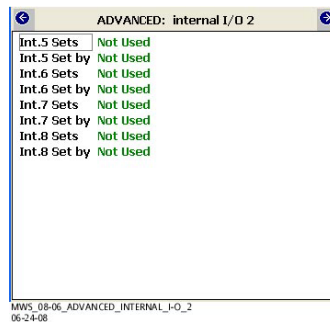 ADVANCED: internal I/O 2
Int.5 Sets Not Used
Int.5 Set by Not Used
Int.6 Sets Not Used
Int.6 Set by Not Used
Int.7 Sets Not Used
Int.7 Set by Not Used
Int.8 Sets Not Used
Int.8 Set by Not Used
MWS_08-06_ADVANCED_INTERNAL_I-O_2
06-24-08